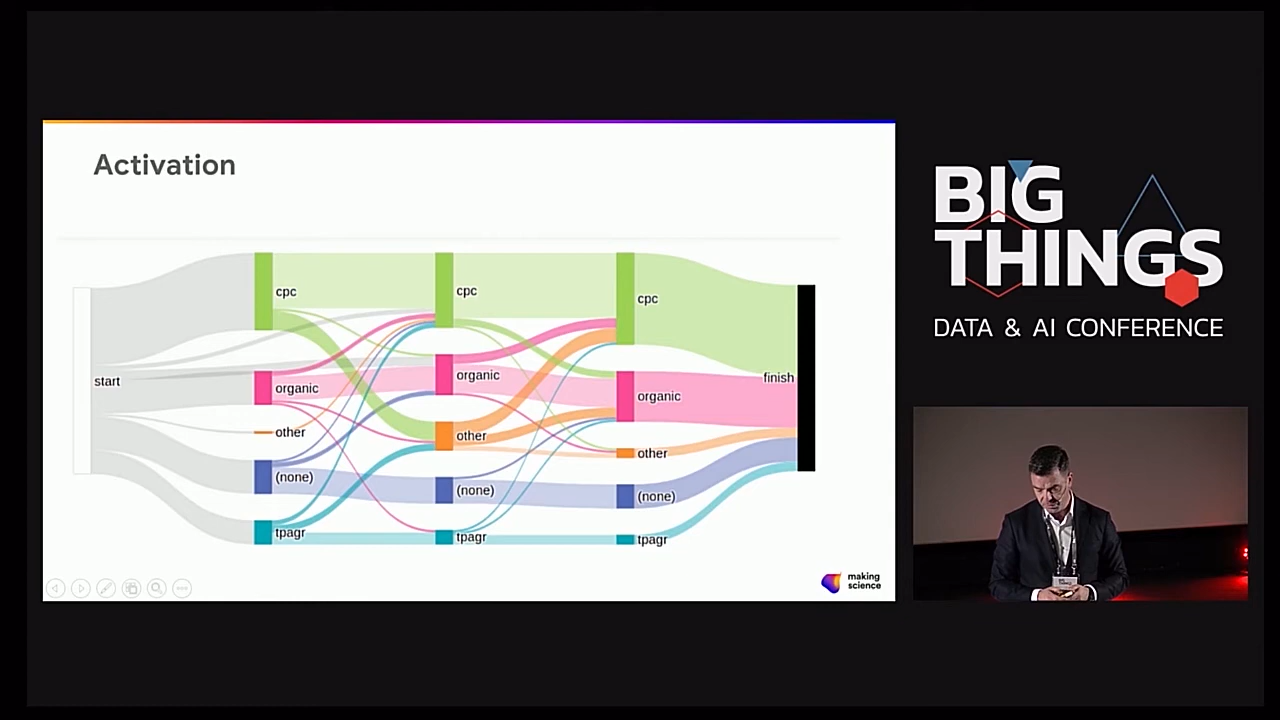 Activation
start
cpc
organic
other
(none)
tpagr
cpc
organic
other
(none)
tpagr
cpc
organic
other
(none)
tpagr
finish
making
science
BIG
THINGS
DATA & AI CONFERENCE